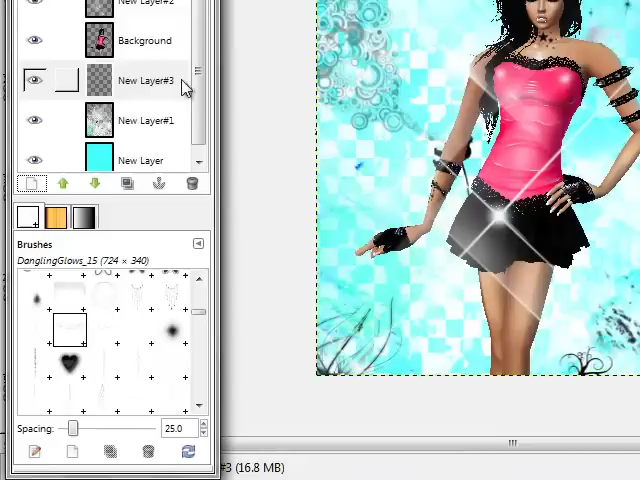 New Layer#2
Background
New Layer#3
New Layer#1
New Layer
Brushes
DanglingGlows_15 (724 × 340)
Spacing:
25.0
#3 (16.8 MB)